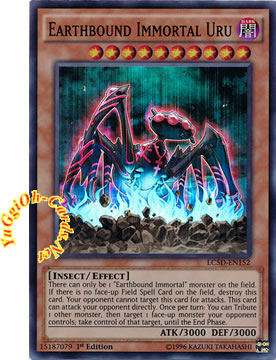 EARTHBOUND IMMORTAL URU
DARK
闇
YuGgiOh-Cards.Net
LC5D-EN152
[INSECT/EFFECT]
There can only be 1 "Earthbound Immortal" monster on the field.
If there is no face-up Field Spell Card on the field, destroy this
card. Your opponent cannot target this card for attacks. This card
can attack your opponent directly. Once per turn: You can Tribute
1 other monster, then target 1 face-up monster your opponent
controls; take control of that target, until the End Phase.
ATK/3000 DEF/3000
15187079 1st Edition ©1996 KAZUKI TAKAHASHI